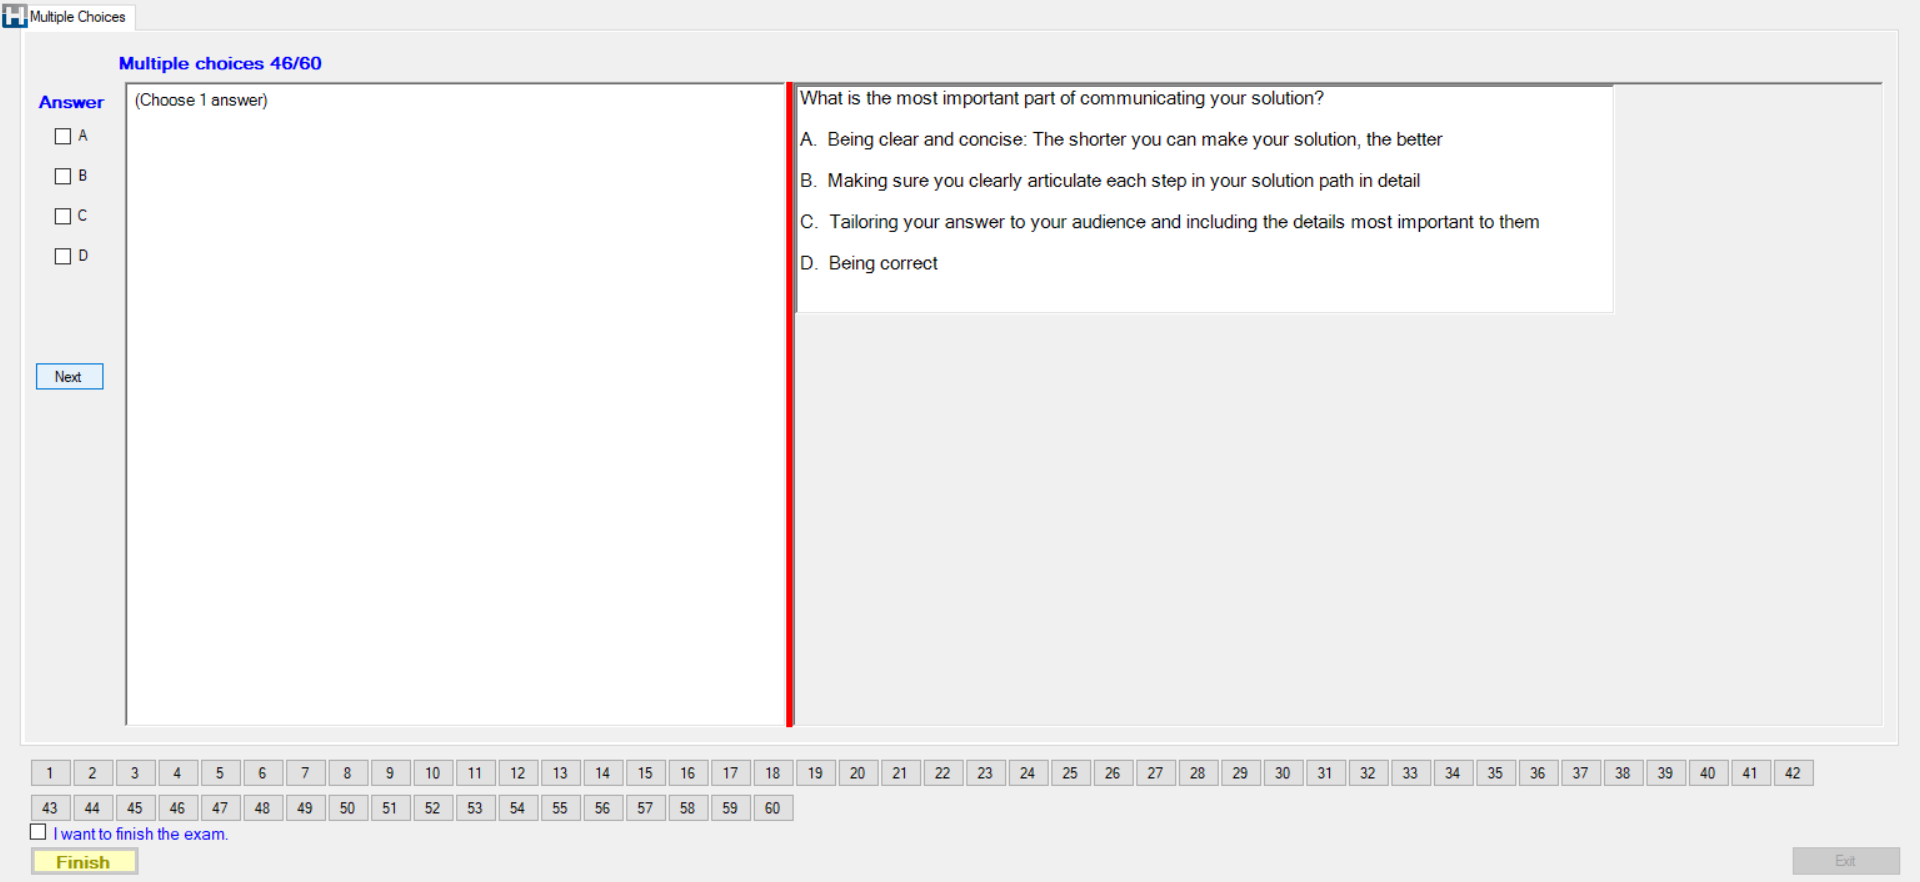 Multiple Choices
Multiple choices 46/60
Answer
A
B
C
D
Next
(Choose 1 answer)
What is the most important part of communicating your solution?
A. Being clear and concise: The shorter you can make your solution, the better
B. Making sure you clearly articulate each step in your solution path in detail
C. Tailoring your answer to your audience and including the details most important to them
D. Being correct
1 2 3 4 5 6 7 8 9 10 11 12 13 14 15 16 17 18 19 20 21 22 23 24 25 26 27 28 29 30 31 32 33 34 35 36 37 38 39 40 41 42
43 44 45 46 47 48 49 50 51 52 53 54 55 56 57 58 59 60
I want to finish the exam.
Finish
Exit